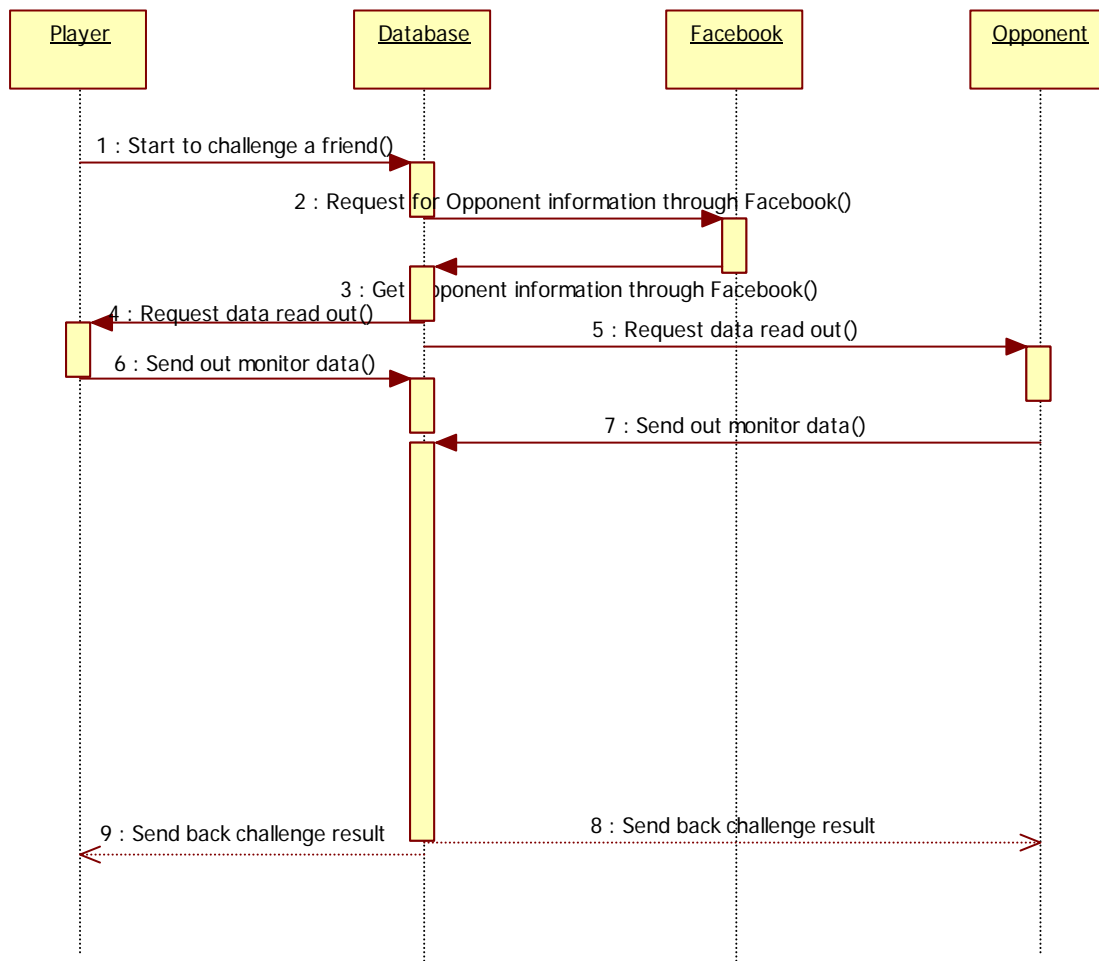 Player
Database
Facebook
Opponent
1 : Start to challenge a friend()
2 : Request for Opponent information through Facebook()
3 : Get Opponent information through Facebook()
4 : Request data read out()
5 : Request data read out()
6 : Send out monitor data()
7 : Send out monitor data()
8 : Send back challenge result
9 : Send back challenge result